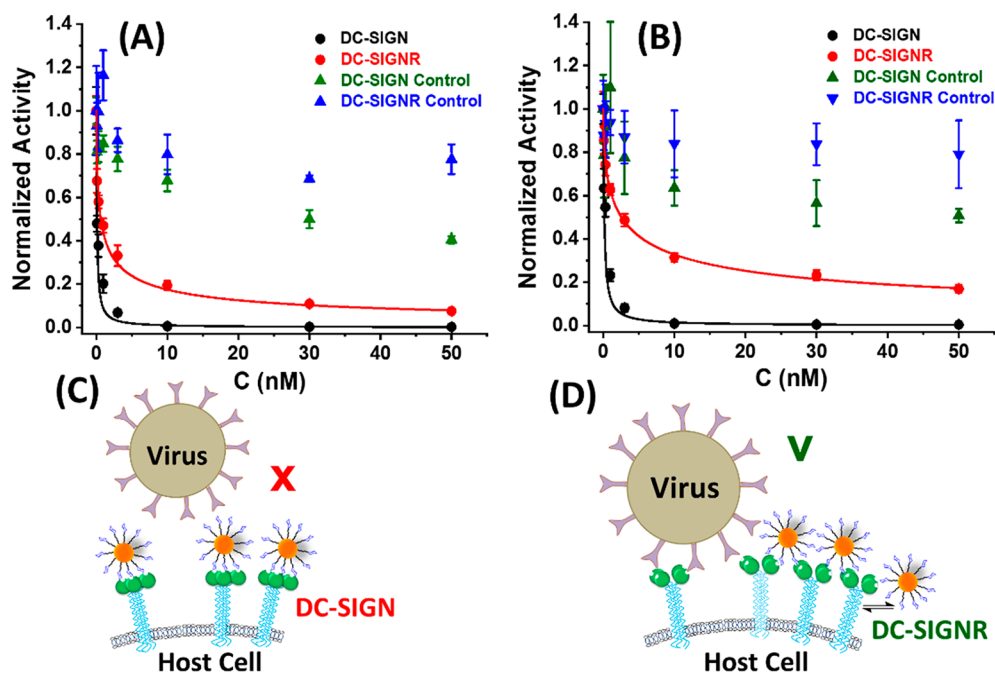 (A)
DC-SIGN
DC-SIGNR
DC-SIGN Control
DC-SIGNR Control
Normalized Activity
1.4
1.2
1.0
0.8
0.6
0.4
0.2
0.0
0 10 20 30 40 50
C (nM)
(B)
DC-SIGN
DC-SIGNR
DC-SIGN Control
DC-SIGNR Control
Normalized Activity
1.4
1.2
1.0
0.8
0.6
0.4
0.2
0.0
0 10 20 30 40 50
C (nM)
(C)
Virus
X
DC-SIGN
Host Cell
(D)
Virus
V
DC-SIGNR
Host Cell